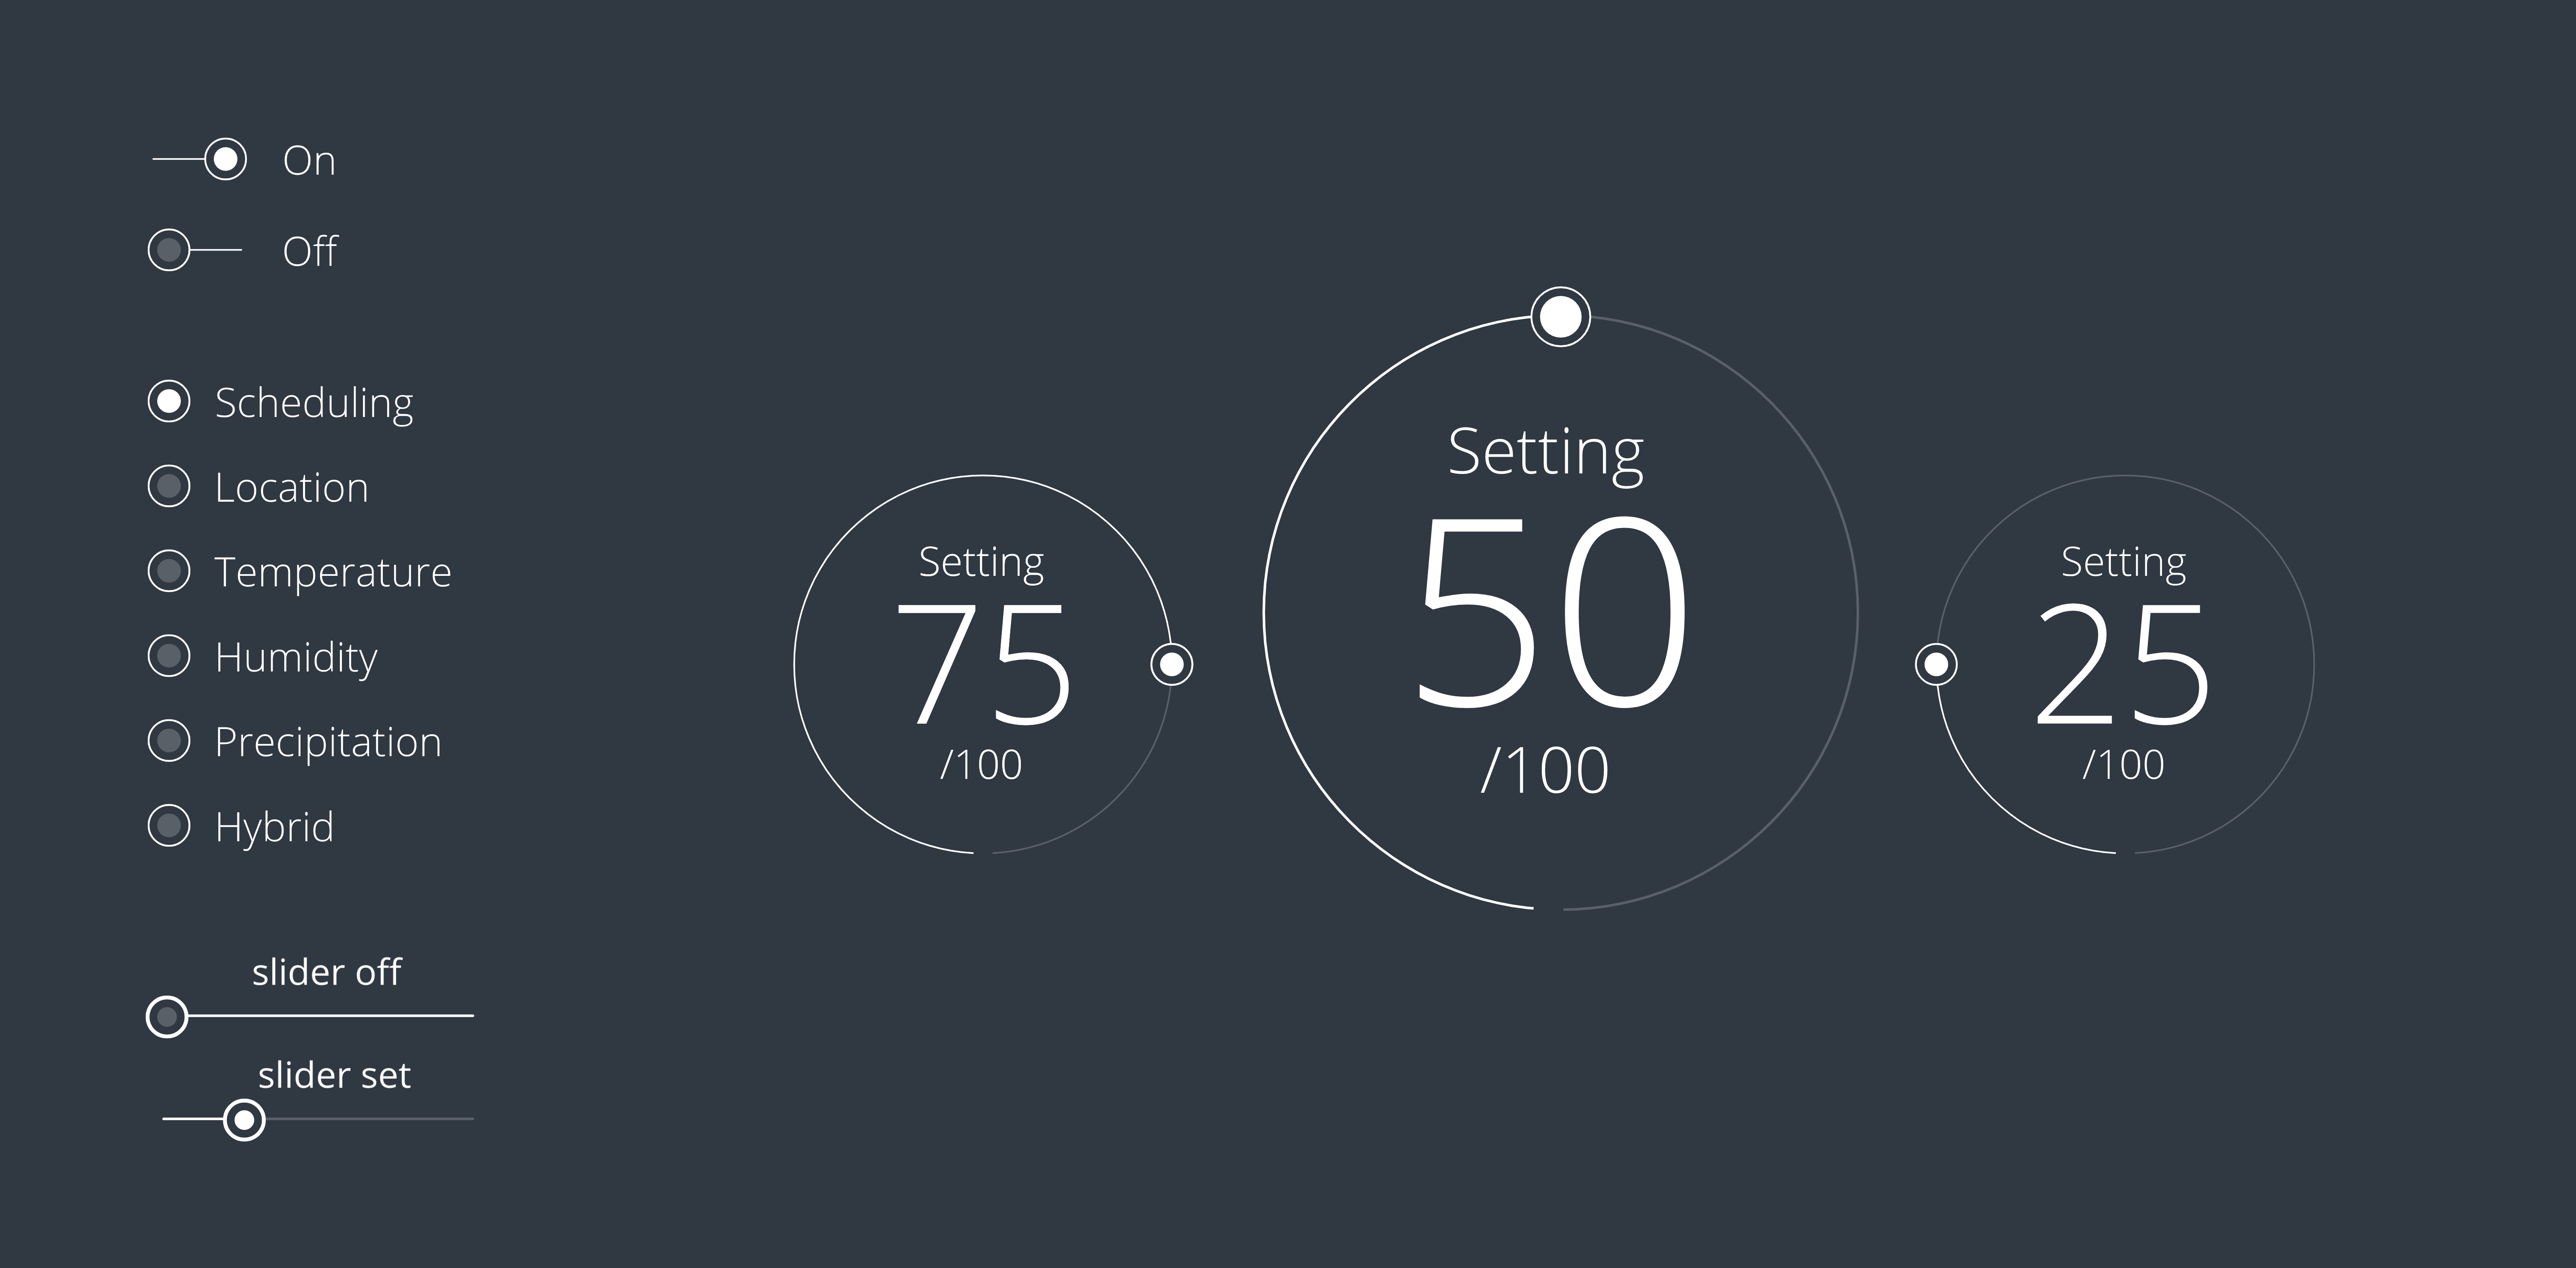 On
Off
Scheduling
Location
Temperature
Humidity
Precipitation
Hybrid
slider off
slider set
Setting
75
/100
Setting
50
/100
Setting
25
/100